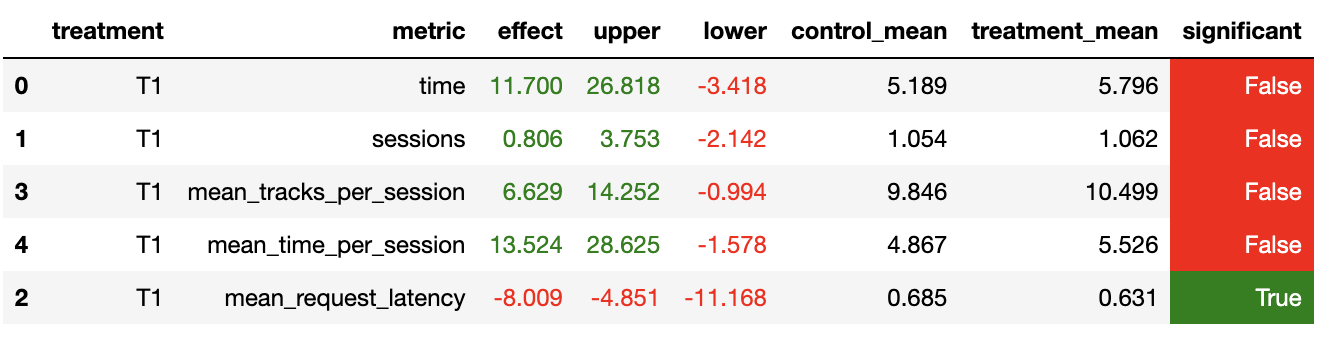 treatment metric effect upper lower control_mean treatment_mean significant
0 T1 time 11.700 26.818 -3.418 5.189 5.796 False
1 T1 sessions 0.806 3.753 -2.142 1.054 1.062 False
3 T1 mean_tracks_per_session 6.629 14.252 -0.994 9.846 10.499 False
4 T1 mean_time_per_session 13.524 28.625 -1.578 4.867 5.526 False
2 T1 mean_request_latency -8.009 -4.851 -11.168 0.685 0.631 True